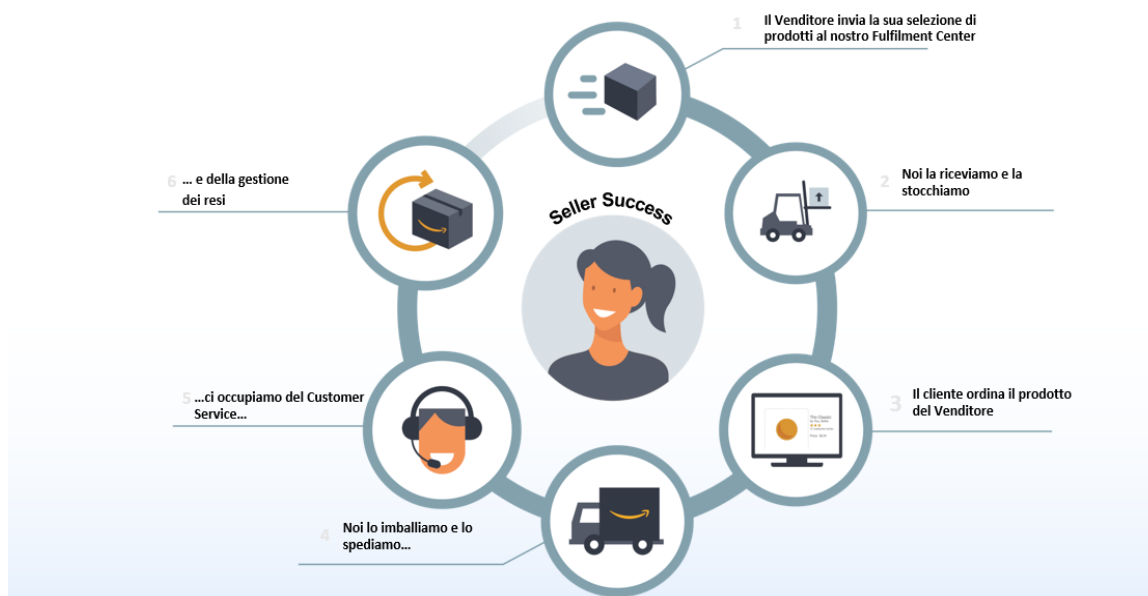 1
Il Venditore invia la sua selezione di
prodotti al nostro Fulfilment Center
2
Noi la riceviamo e la
stocchiamo
3
Il cliente ordina il prodotto
del Venditore
4
Noi lo imballiamo e lo
spediamo...
5
...ci occupiamo del Customer
Service...
6
... e della gestione
dei resi
Seller Success